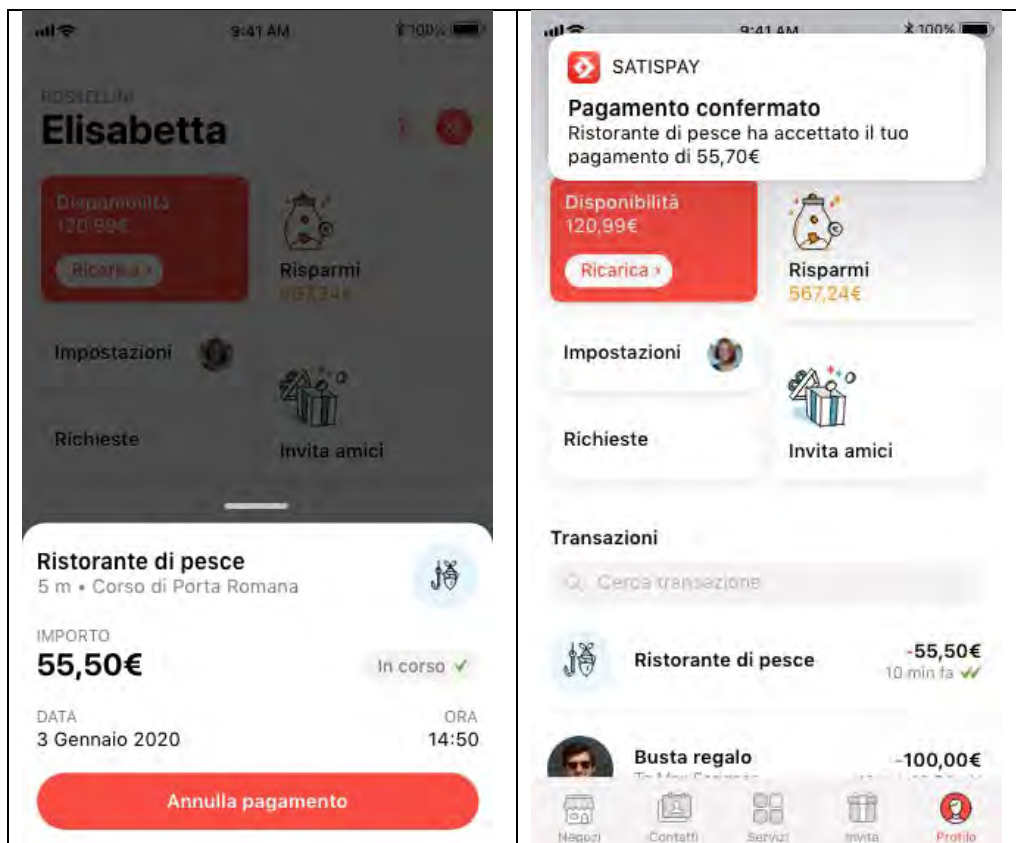 9:41 AM
100%
ROSSELLINI
Elisabetta
Disponibilità
120,99€
Ricarica ›
Risparmi
567,24€
Impostazioni
Richieste
Invita amici
Ristorante di pesce
5 m • Corso di Porta Romana
IMPORTO
55,50€
In corso
DATA
ORA
3 Gennaio 2020
14:50
Annulla pagamento
9:41 AM
100%
SATISPAY
Pagamento confermato
Ristorante di pesce ha accettato il tuo
pagamento di 55,70€
Disponibilità
120,99€
Ricarica ›
Risparmi
567,24€
Impostazioni
Richieste
Invita amici
Transazioni
Cerca transazione
Ristorante di pesce
-55,50€
10 min fa
Busta regalo
-100,00€
Negozi
Contatti
Servizi
Invita
Profilo